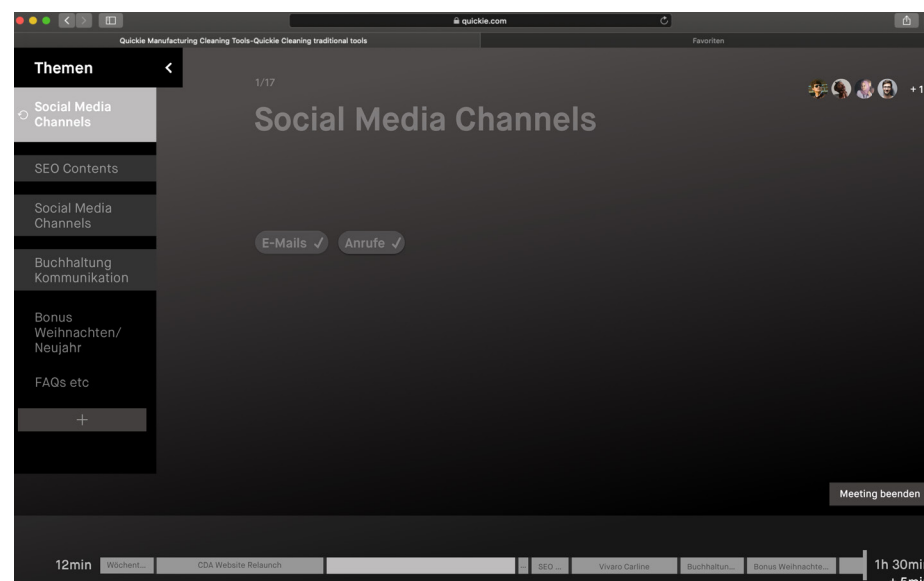 quickie.com
Quickie Manufacturing Cleaning Tools-Quickie Cleaning traditional tools
Favoriten
Themen
1/17
+1
Social Media
Channels
Social Media Channels
SEO Contents
Social Media
Channels
E-Mails
Anrufe
Buchhaltung
Kommunikation
Bonus
Weihnachten/
Neujahr
FAQs etc
+
Meeting beenden
12min
Wöchent...
CDA Website Relaunch
...
SEO ...
Vivaro Carline
Buchhaltun...
Bonus Weihnachte...
1h 30m